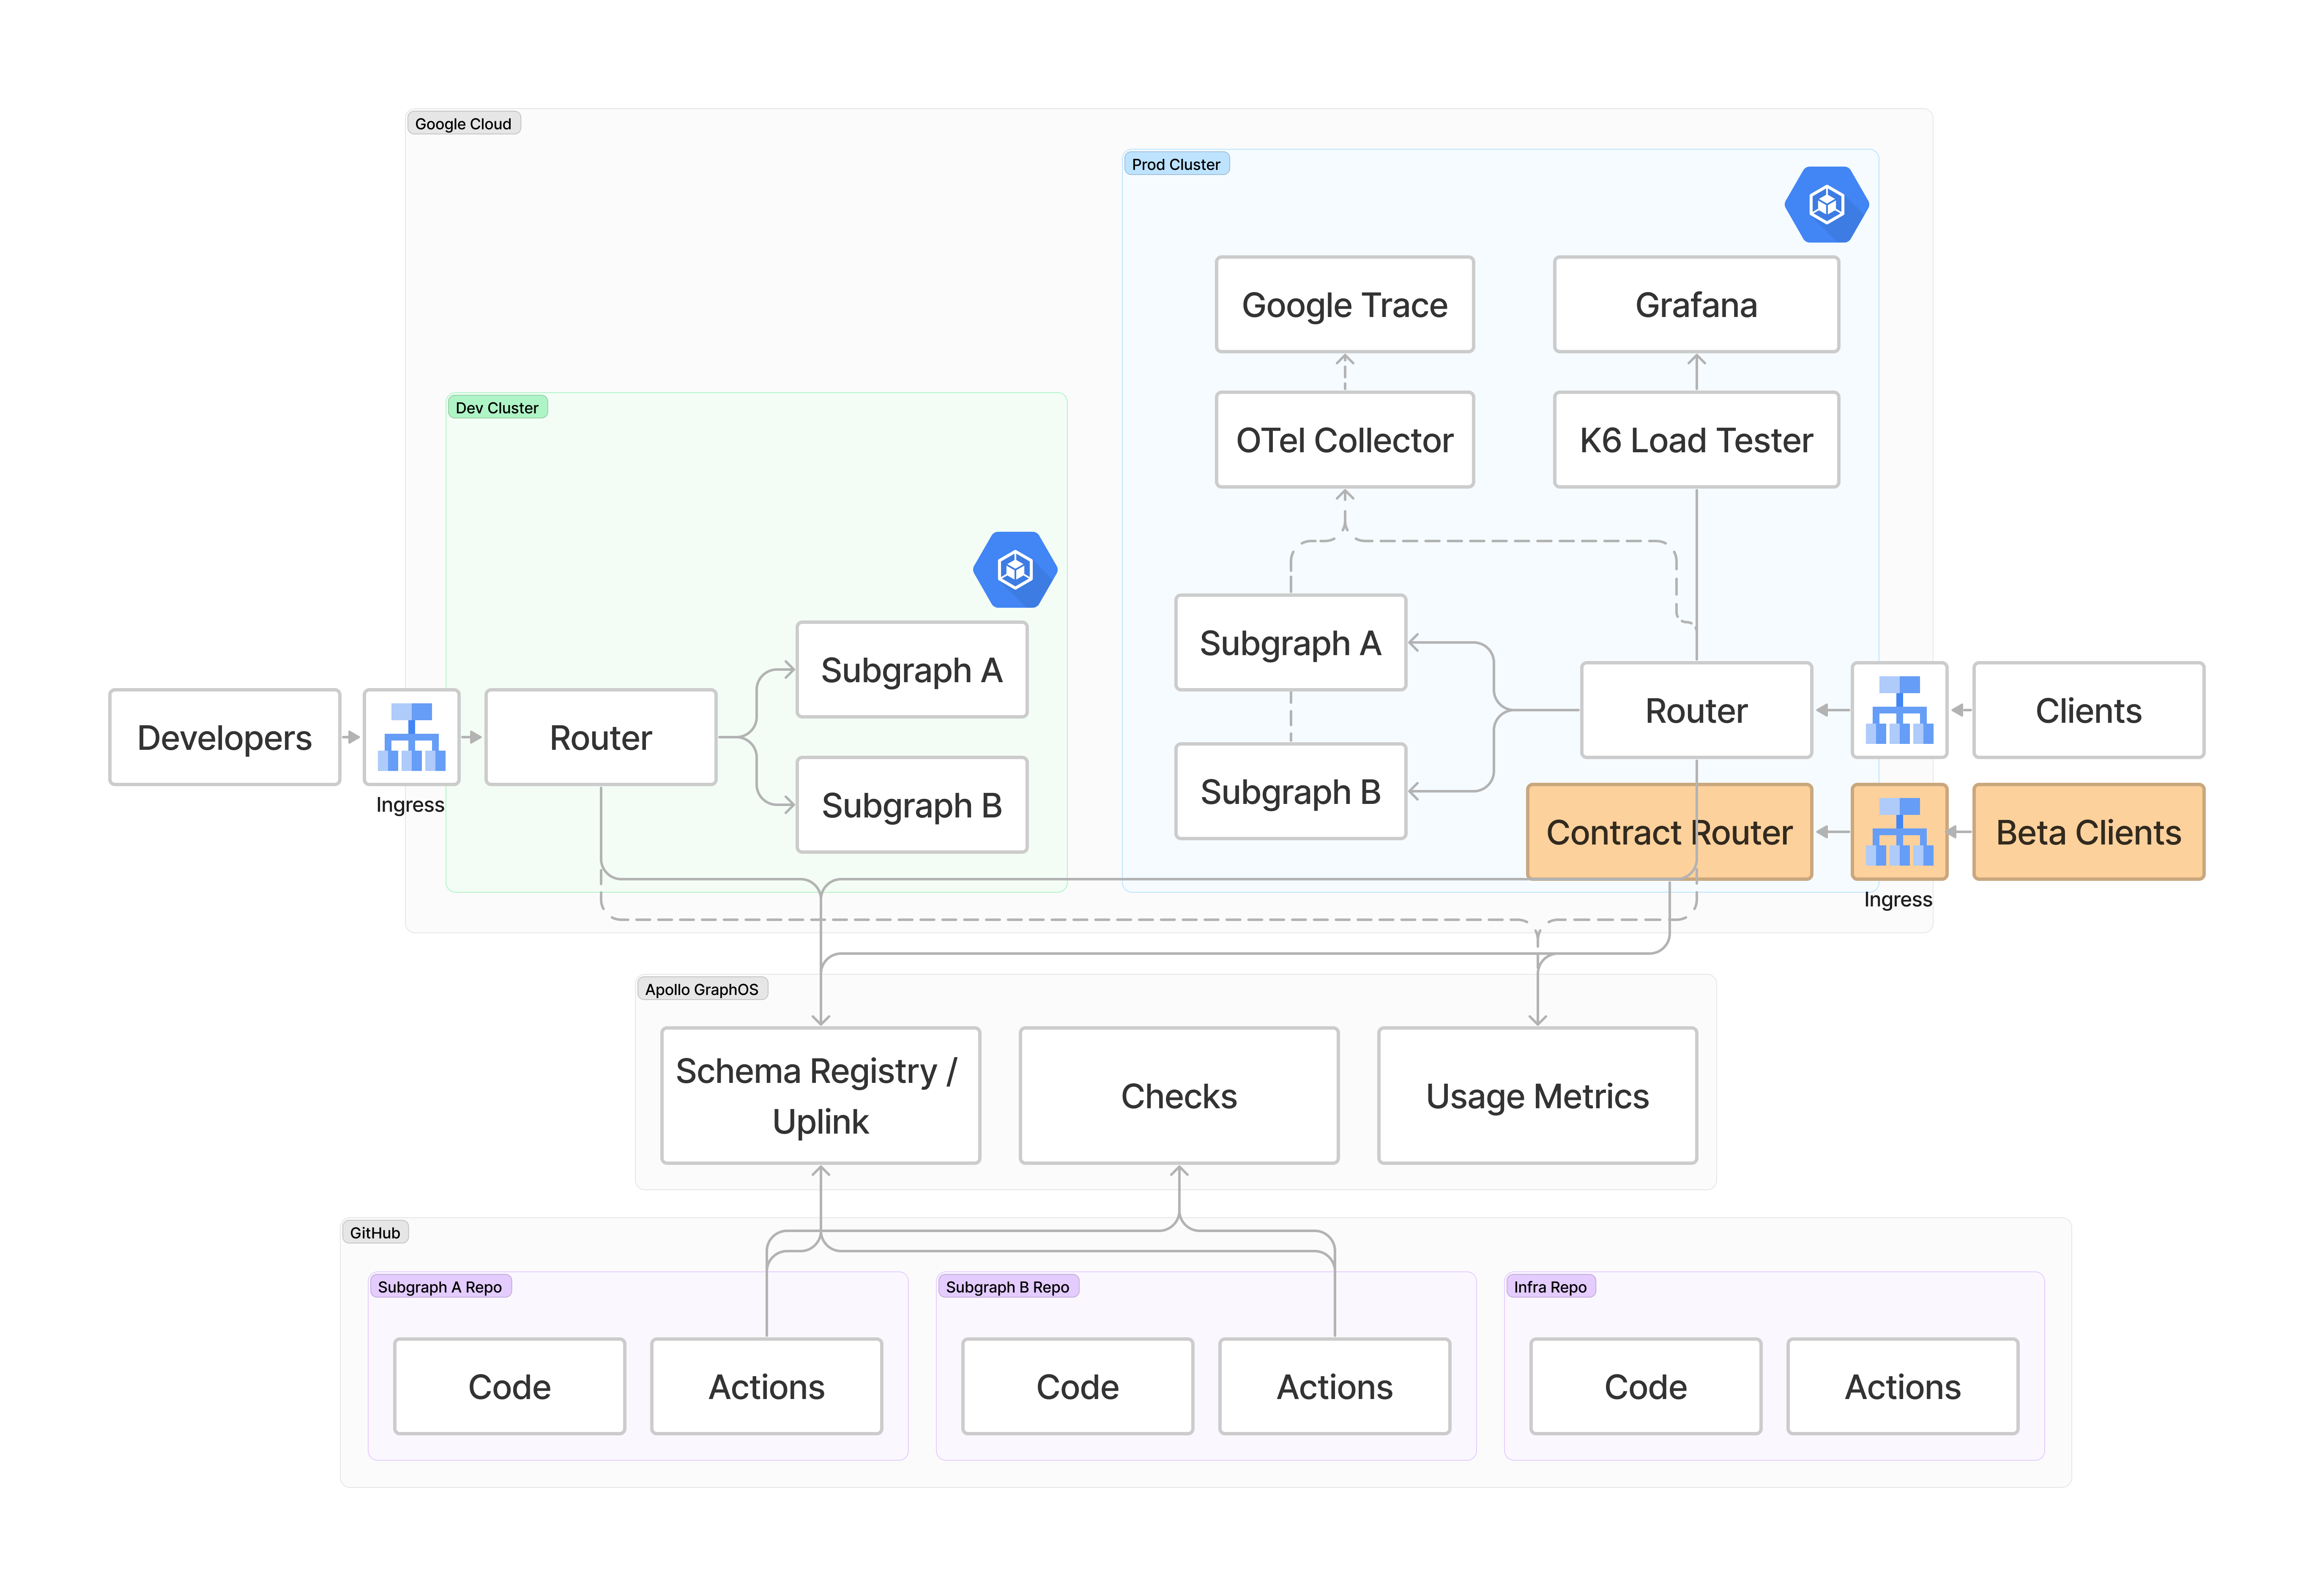 Google Cloud
Prod Cluster
Google Trace
Grafana
Dev Cluster
OTel Collector
K6 Load Tester
Subgraph A
Subgraph A
Developers
Router
Router
Clients
Ingress
Subgraph B
Subgraph B
Contract Router
Beta Clients
Ingress
Apollo GraphOS
Schema Registry /
Uplink
Checks
Usage Metrics
GitHub
Subgraph A Repo
Subgraph B Repo
Infra Repo
Code
Actions
Code
Actions
Code
Actions